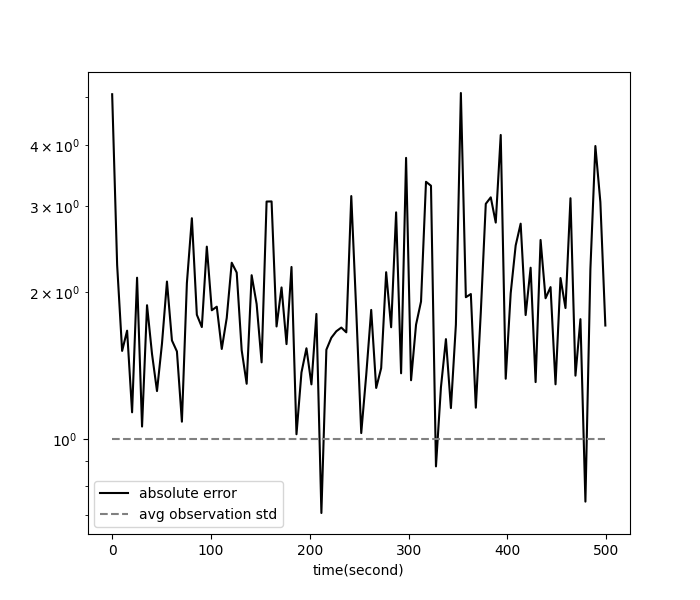 4 × 10⁰
3 × 10⁰
2 × 10⁰
10⁰
absolute error
avg observation std
0 100 200 300 400 500
time(second)